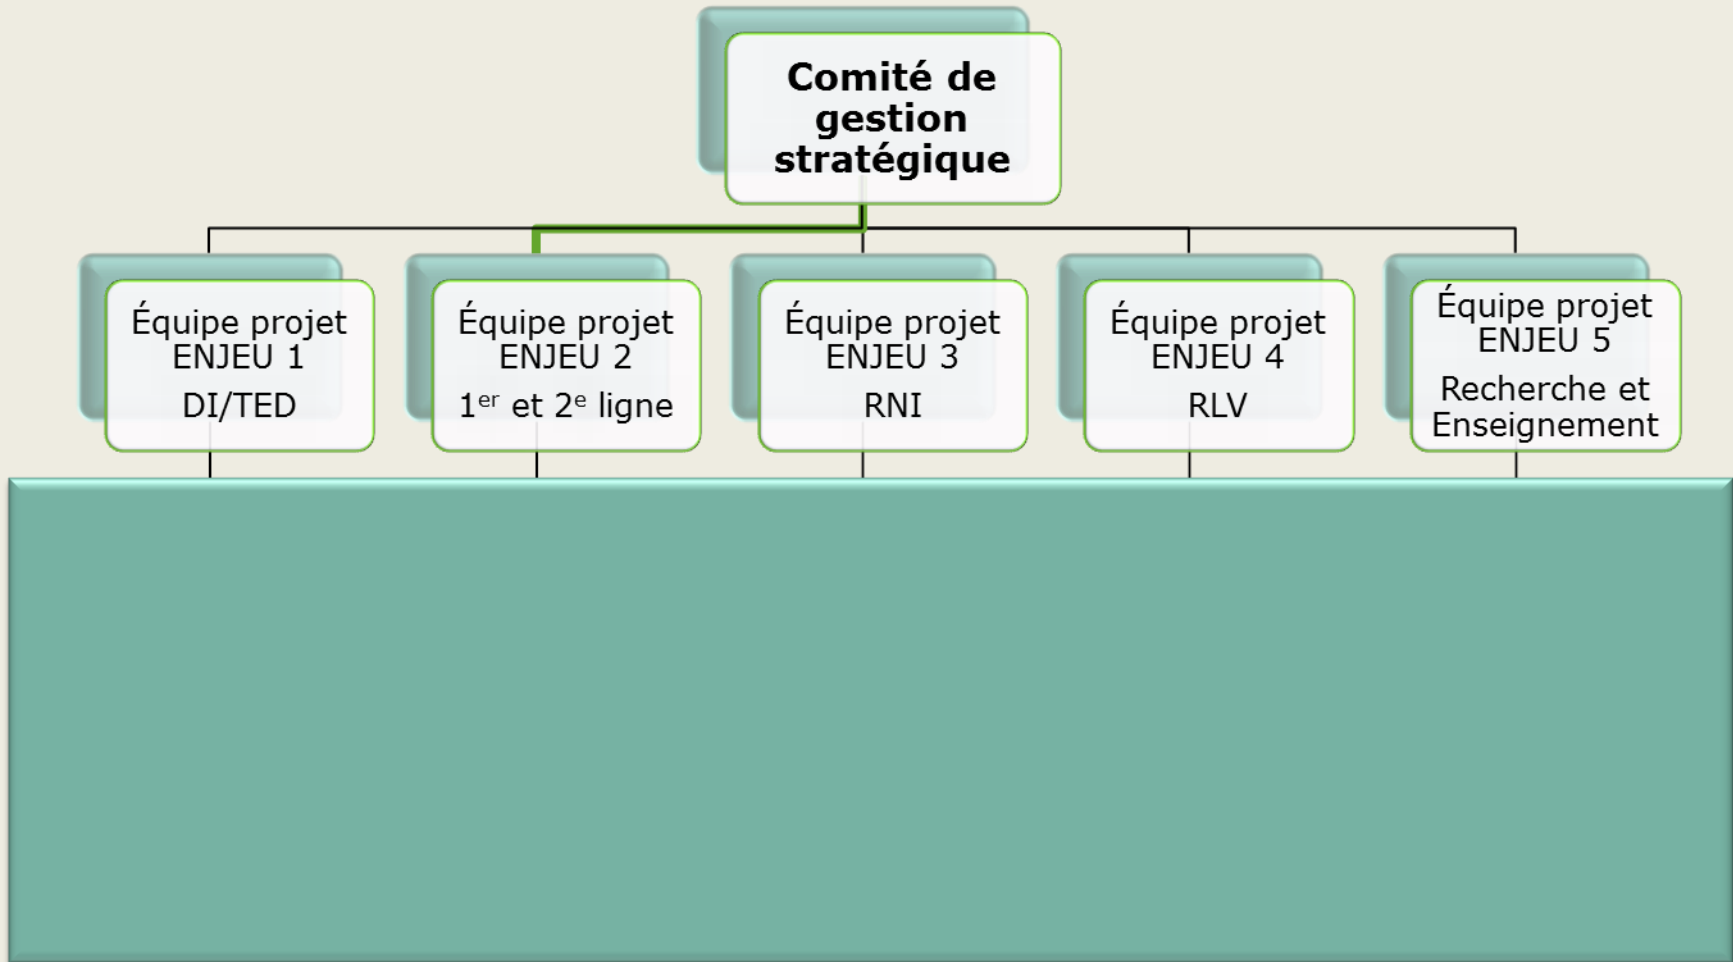 Comité de
gestion
stratégique
Équipe projet
ENJEU 1
DI/TED
Équipe projet
ENJEU 2
1er et 2e ligne
Équipe projet
ENJEU 3
RNI
Équipe projet
ENJEU 4
RLV
Équipe projet
ENJEU 5
Recherche et
Enseignement